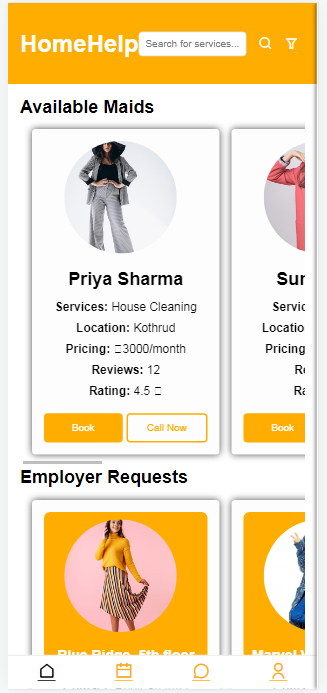 HomeHelp
Search for services...
Available Maids
Priya Sharma
Services: House Cleaning
Location: Kothrud
Pricing: 3000/month
Reviews: 12
Rating: 4.5
Book
Call Now
Sur
Servic
Locatio
Pricing
Re
Ra
Book
Employer Requests
Blue Ridge, 5th floor
Marvel V